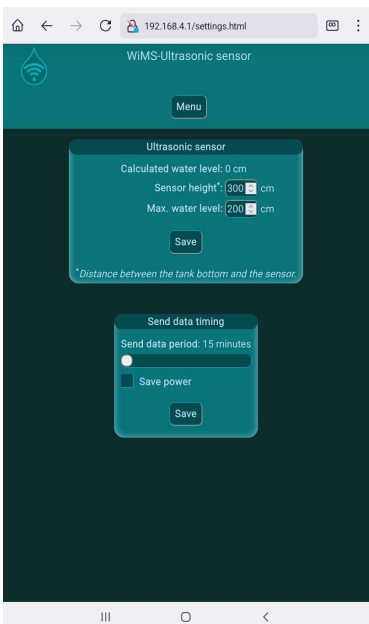 192.168.4.1/settings.html
WiMS-Ultrasonic sensor
Menu
Ultrasonic sensor
Calculated water level: 0 cm
Sensor height*: 300 cm
Max. water level: 200 cm
Save
*Distance between the tank bottom and the sensor.
Send data timing
Send data period: 15 minutes
Save power
Save